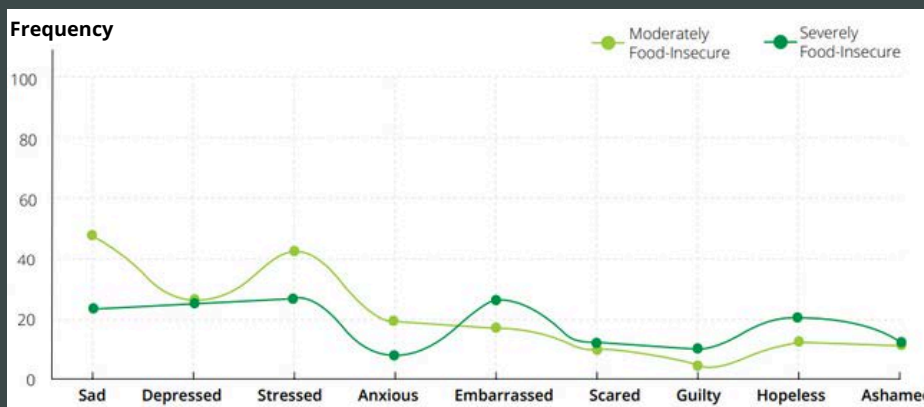 Frequency
Moderately
Food-Insecure
Severely
Food-Insecure
100
80
60
40
20
0
Sad Depressed Stressed Anxious Embarrassed Scared Guilty Hopeless Ashame